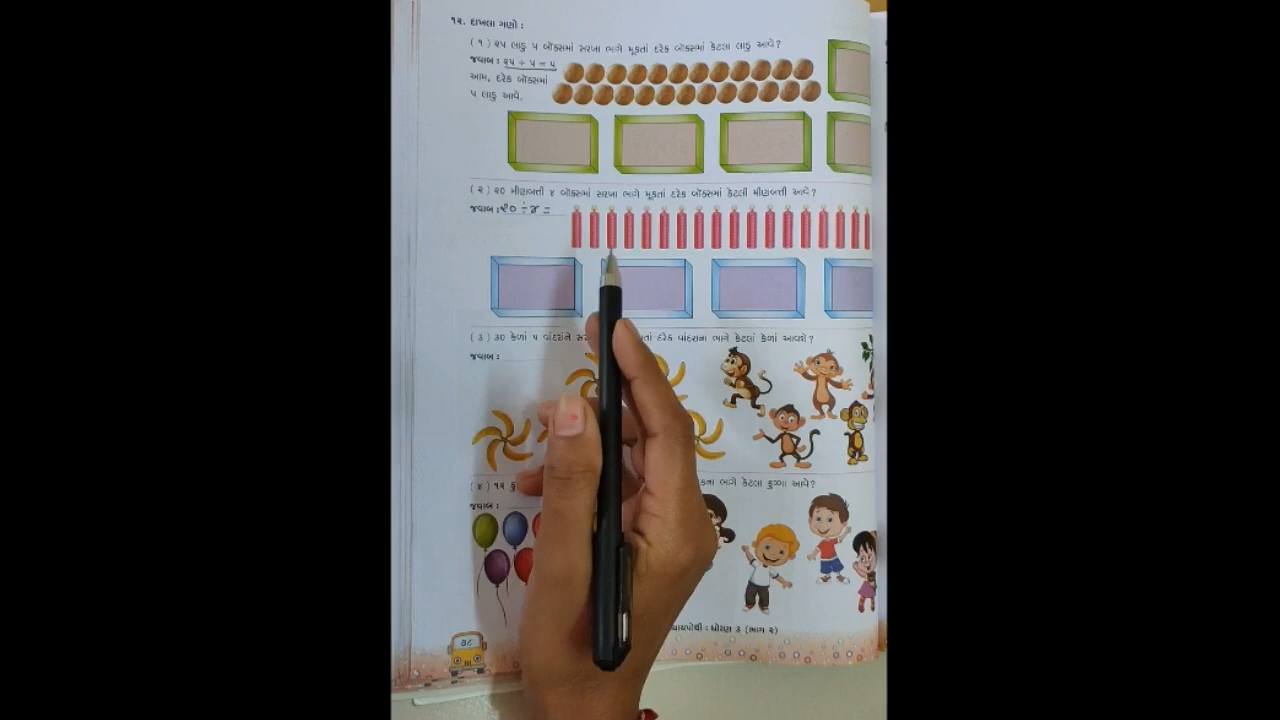 ૧૨. દાખલા ગણો :
(૧) ૨૫ લાડુ ૫ બૉક્સમાં સરખા ભાગે મૂકતાં દરેક બૉક્સમાં કેટલા લાડુ આવે?
જવાબ : ૨૫ ÷ ૫ = ૫
આમ, દરેક બૉક્સમાં
૫ લાડુ આવે.
(૨) ૨૦ મીણબત્તી ૪ બૉક્સમાં સરખા ભાગે મૂકતાં દરેક બૉક્સમાં કેટલી મીણબત્તી આવે?
જવાબ : ૨૦ ÷ ૪ =
(૩) ૩૦ કેળાં ૫ વાંદરાને દરેક વાંદરાના ભાગે કેટલાં કેળાં આવશે?
જવાબ :
(૪) ૧૫ ભાગે કેટલા ફુગ્ગા આવે?
જવાબ :
ધોરણ ૩ (ભાગ ૨)
૩૮